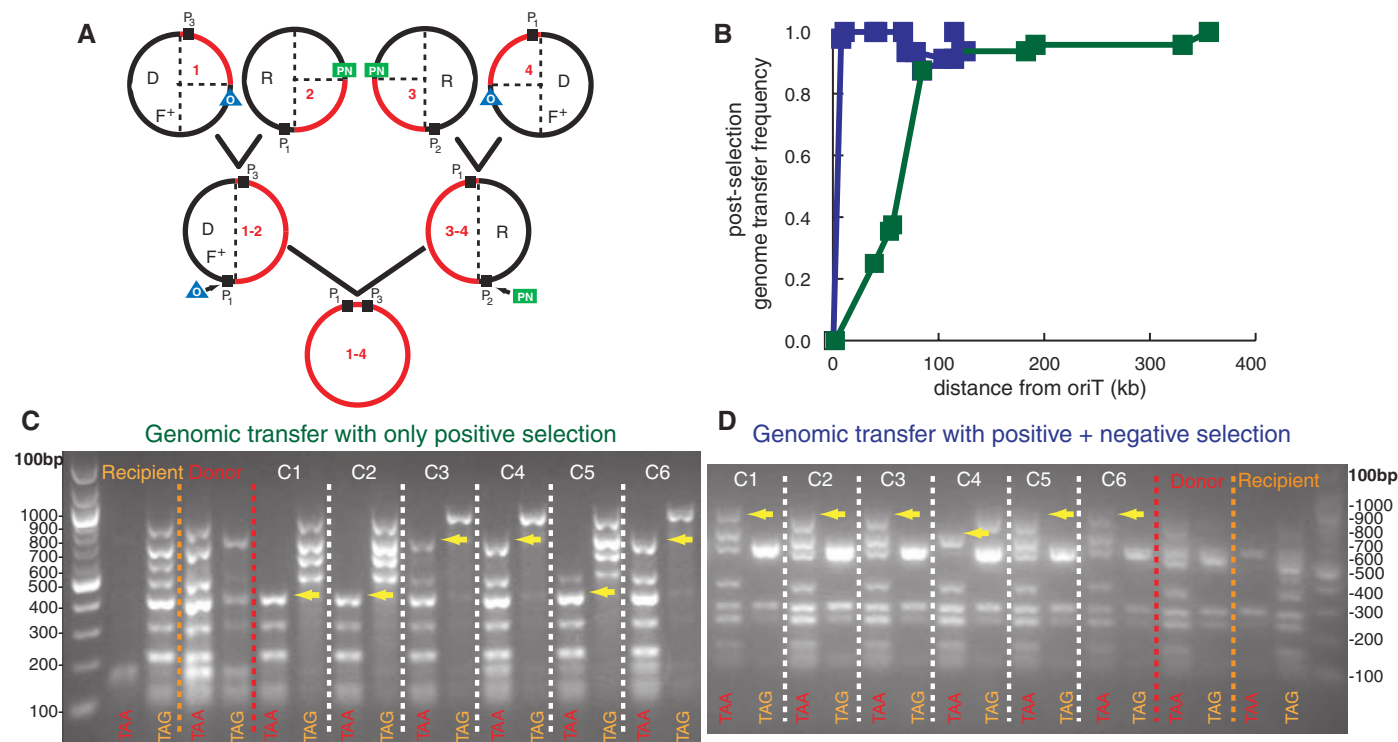 A
P3
1
D
F+
O
R
PN
2
P1
PN
R
3
P2
P1
4
D
O
F+
P3
D
1-2
F+
O
P1
P1
3-4
R
P2
PN
P1
P3
1-4
B
post-selection
genome transfer frequency
1.0
0.8
0.6
0.4
0.2
0.0
0
100
200
300
400
distance from oriT (kb)
C
Genomic transfer with only positive selection
100bp
Recipient
Donor
C1
C2
C3
C4
C5
C6
1000-
900-
800-
700-
600-
500-
400-
300-
200-
100-
TAA
TAG
TAA
TAG
TAA
TAG
TAA
TAG
TAA
TAG
TAA
TAG
TAA
TAG
TAA
TAG
D
Genomic transfer with positive + negative selection
C1
C2
C3
C4
C5
C6
Donor
Recipient
100bp
-1000
-900
-800
-700
-600
-500
-400
-300
-200
-100
TAA
TAG
TAA
TAG
TAA
TAG
TAA
TAG
TAA
TAG
TAA
TAG
TAA
TAG
TAA
TAG